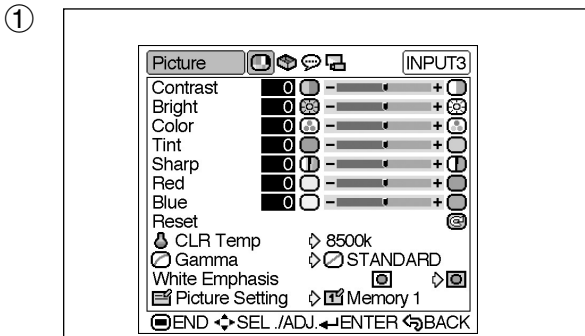 ①
Picture INPUT3
Contrast 0 - +
Bright 0 - +
Color 0 - +
Tint 0 - +
Sharp 0 - +
Red 0 - +
Blue 0 - +
Reset
CLR Temp 8500k
Gamma STANDARD
White Emphasis
Picture Setting 1 Memory 1
END SEL ./ADJ. ENTER BACK